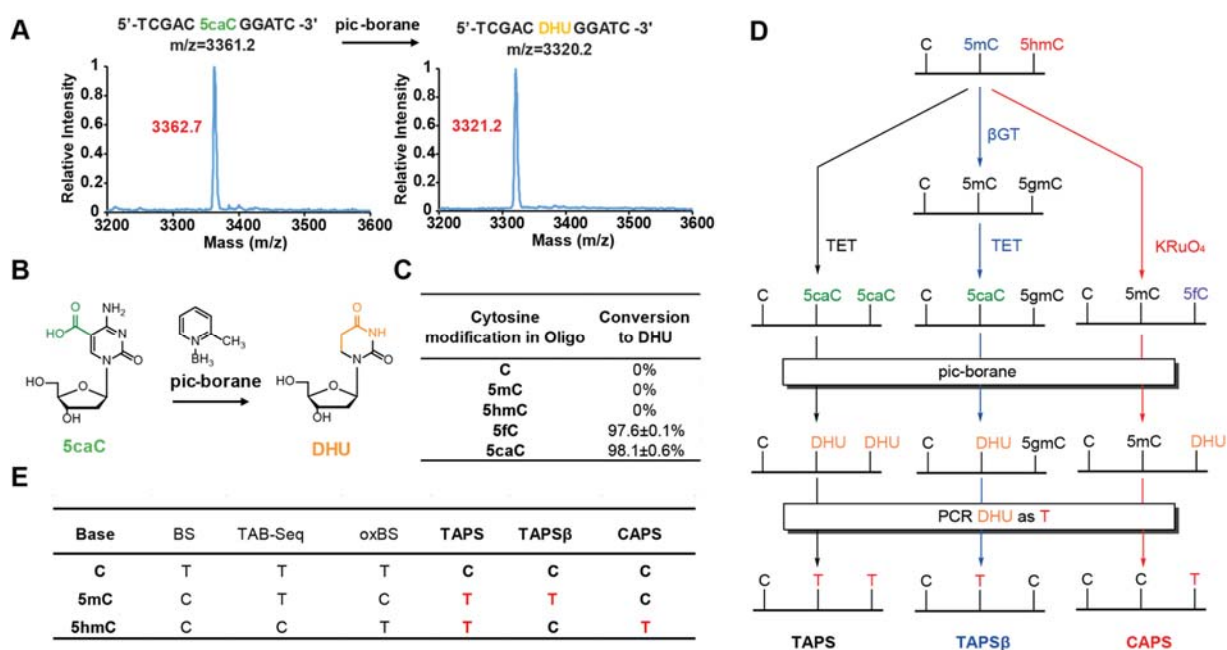 A
5'-TCGAC 5caC GGATC -3'
m/z=3361.2
pic-borane
5'-TCGAC DHU GGATC -3'
m/z=3320.2
Relative Intensity
1
0.8
0.6
0.4
0.2
0
3362.7
3200 3300 3400 3500 3600
Mass (m/z)
Relative Intensity
1
0.8
0.6
0.4
0.2
0
3321.2
3200 3300 3400 3500 3600
Mass (m/z)
B
O
HO
NH₂
N
N
O
HO
O
OH
5caC
N
BH₃
CH₃
pic-borane
O
NH
N
O
HO
O
OH
DHU
C
Cytosine modification in Oligo Conversion to DHU
C 0%
5mC 0%
5hmC 0%
5fC 97.6±0.1%
5caC 98.1±0.6%
E
Base BS TAB-Seq oxBS TAPS TAPSβ CAPS
C T T T C C C
5mC C T C T T C
5hmC C C T T C T
D
C 5mC 5hmC
βGT
C 5mC 5gmC
TET TET KRuO₄
C 5caC 5caC C 5caC 5gmC C 5mC 5fC
pic-borane
C DHU DHU C DHU 5gmC C 5mC DHU
PCR DHU as T
C T T C T C C C T
TAPS TAPSβ CAPS